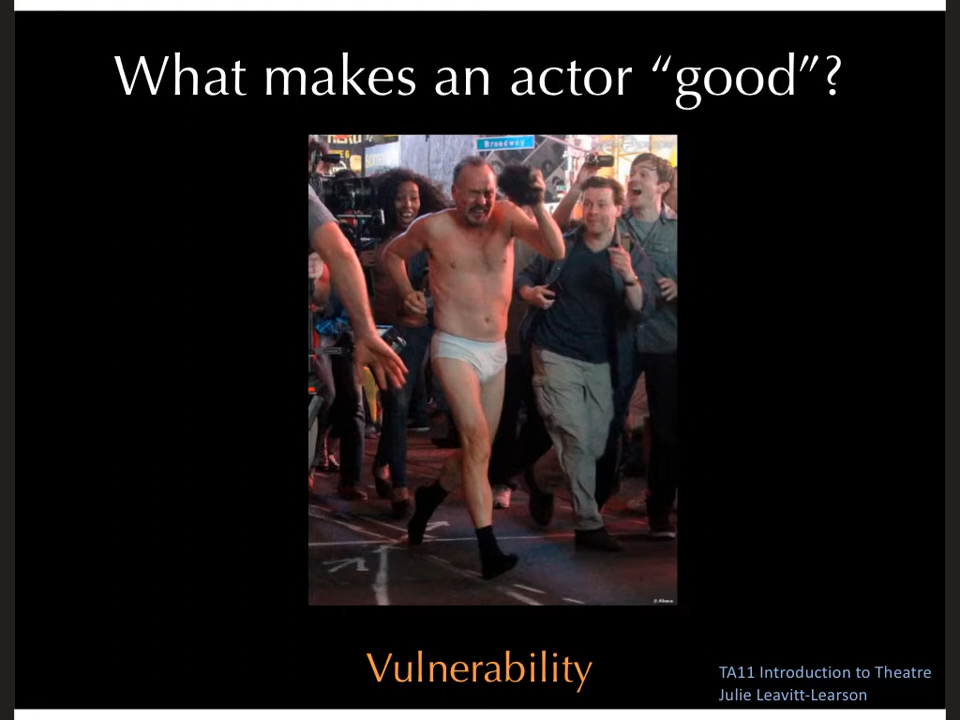 What makes an actor “good”?
Broadway
Vulnerability
TA11 Introduction to Theatre
Julie Leavitt-Learson